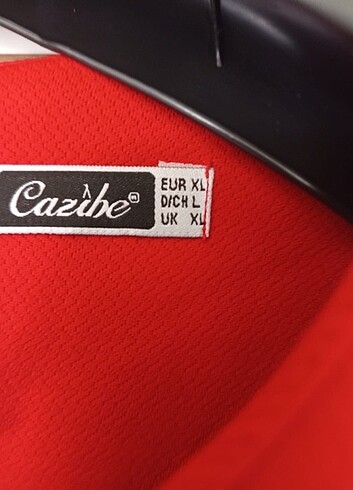 Cazibe
EUR XL
D/CH L
UK XL